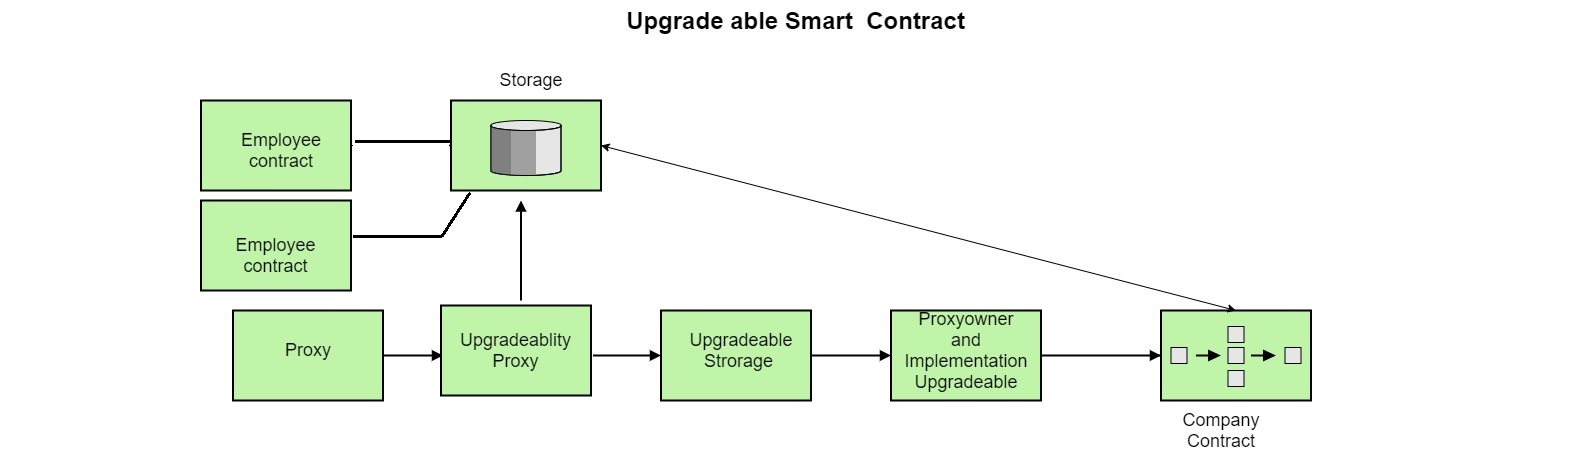 Upgrade able Smart  Contract
Storage
Employee
contract
Employee
contract
Proxy
Upgradeablity
Proxy
Upgradeable
Strorage
Proxyowner
and
Implementation
Upgradeable
Company
Contract